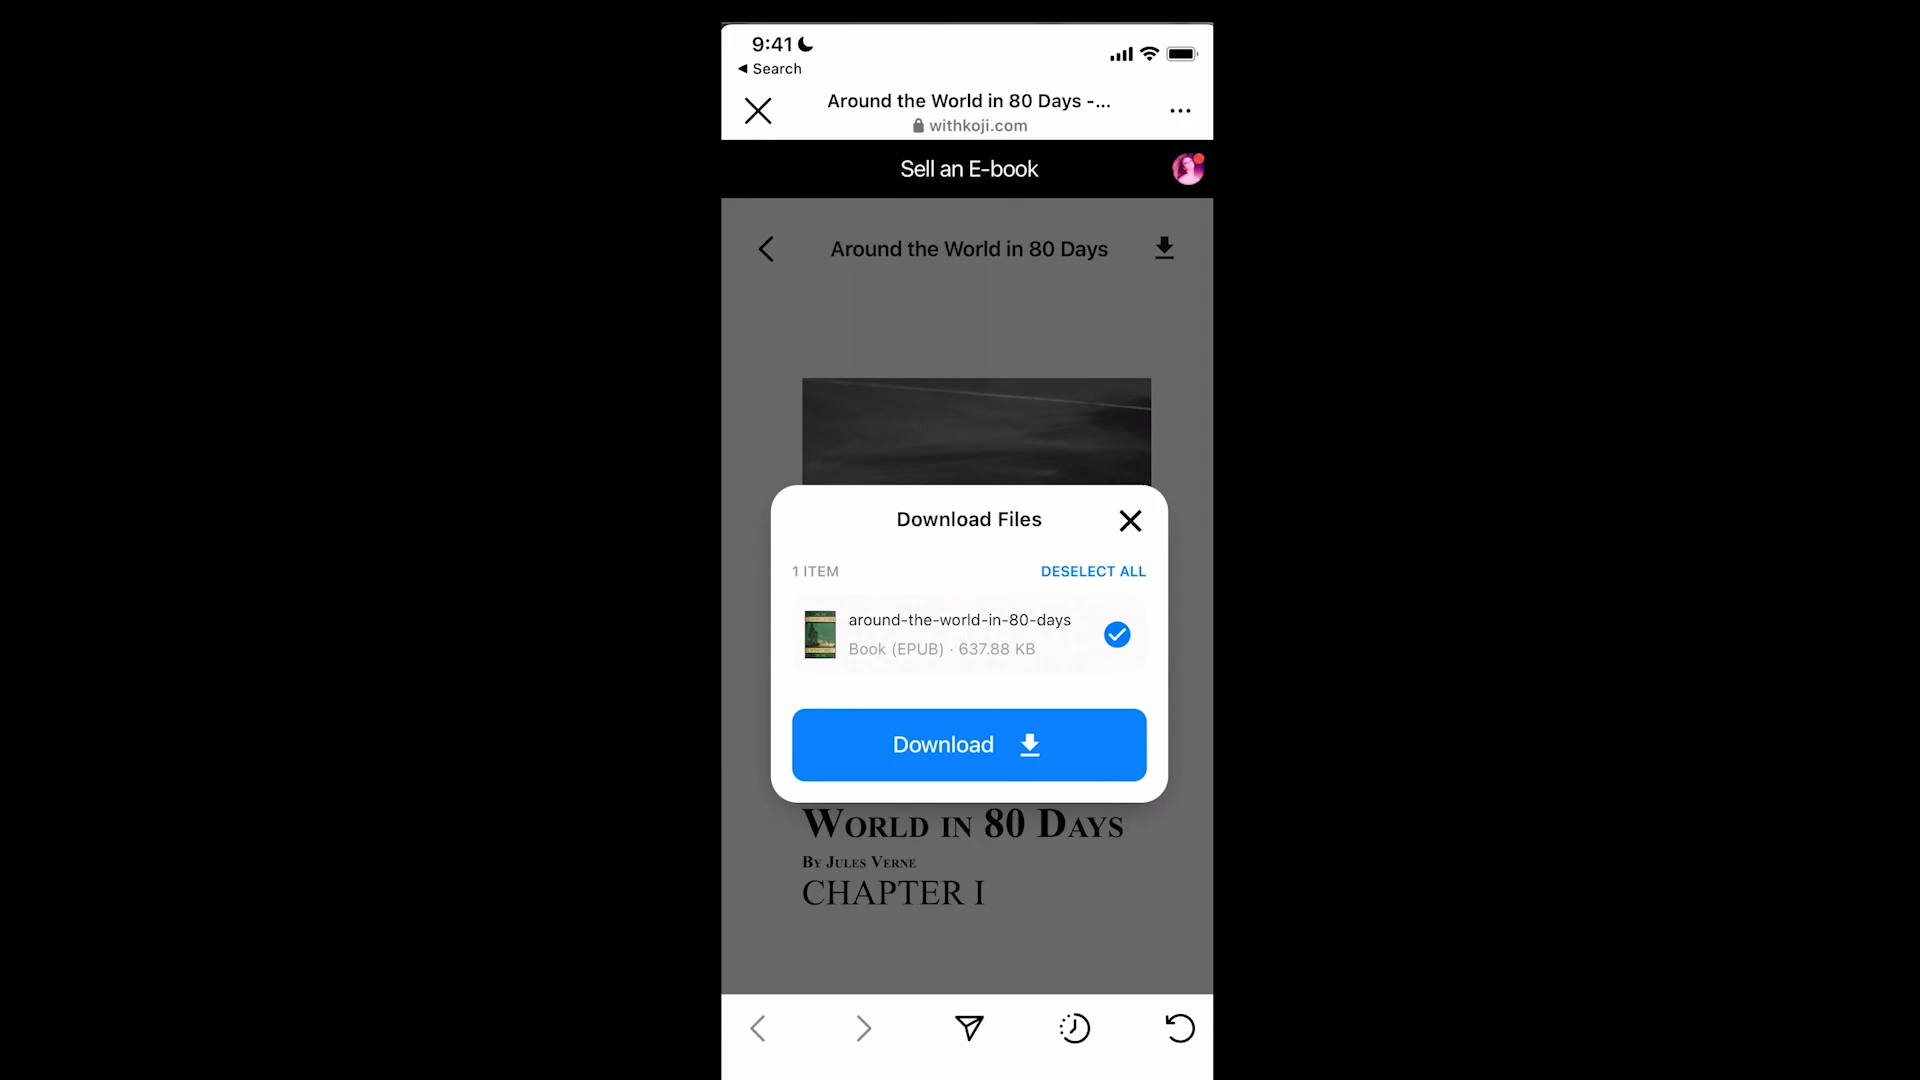 9:41
Search
Around the World in 80 Days -...
withkoji.com
Sell an E-book
Around the World in 80 Days
Download Files
1 ITEM
DESELECT ALL
around-the-world-in-80-days
Book (EPUB) · 637.88 KB
Download
World in 80 Days
By Jules Verne
CHAPTER I